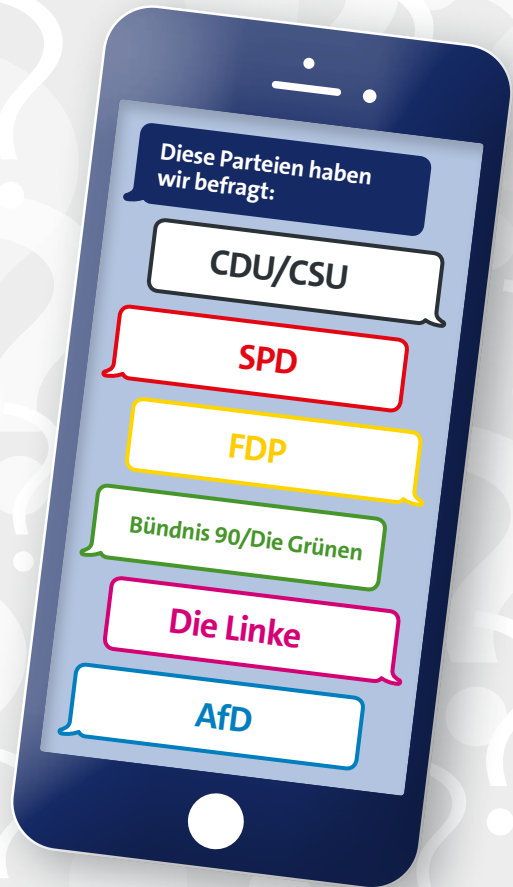 Diese Parteien haben
wir befragt:
CDU/CSU
SPD
FDP
Bündnis 90/Die Grünen
Die Linke
AfD